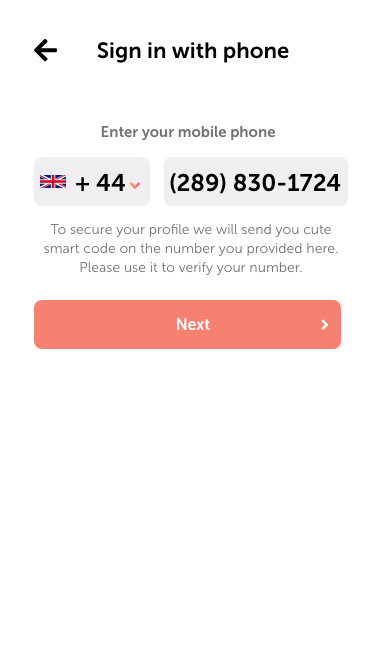 Sign in with phone
Enter your mobile phone
+ 44 (289) 830-1724
To secure your profile we will send you cute
smart code on the number you provided here.
Please use it to verify your number.
Next